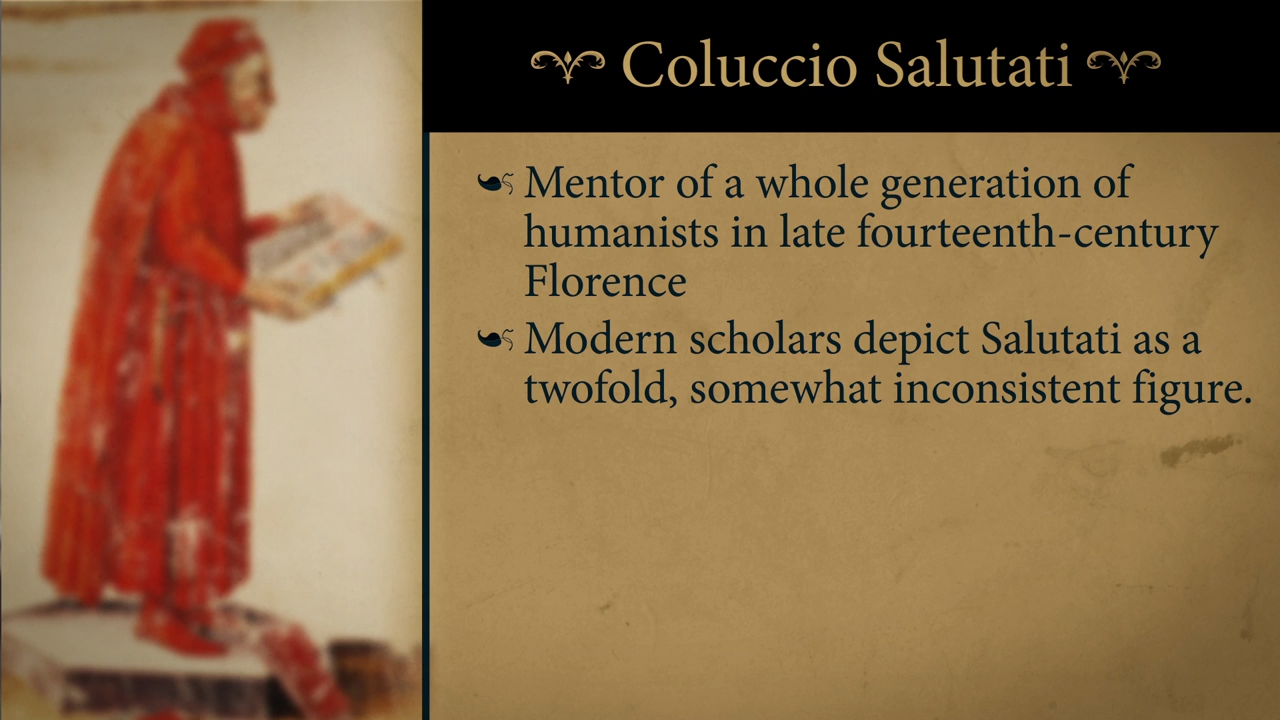 Coluccio Salutati
Mentor of a whole generation of
humanists in late fourteenth-century
Florence
Modern scholars depict Salutati as a
twofold, somewhat inconsistent figure.